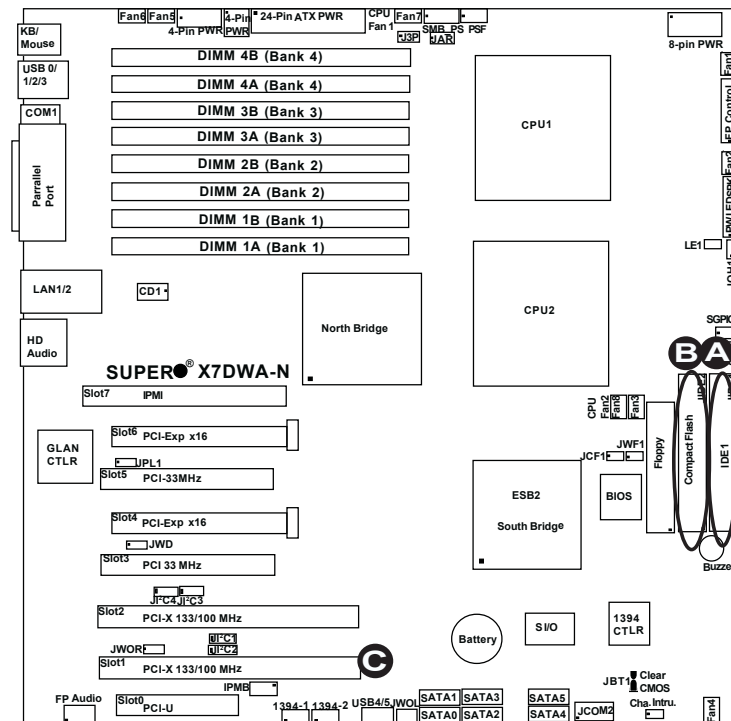 Fan6
Fan5
4-Pin PWR
4-Pin
PWR
24-Pin ATX PWR
CPU
Fan 1
Fan7
J3P
SMB_PS
PSF
JAR
8-pin PWR
KB/
Mouse
USB 0/
1/2/3
COM1
Parrallel
Port
LAN1/2
HD
Audio
DIMM 4B (Bank 4)
DIMM 4A (Bank 4)
DIMM 3B (Bank 3)
DIMM 3A (Bank 3)
DIMM 2B (Bank 2)
DIMM 2A (Bank 2)
DIMM 1B (Bank 1)
DIMM 1A (Bank 1)
CPU1
Fan1
FP Control
LE1
CD1
North Bridge
CPU2
B
A
SUPER ® X7DWA-N
Slot7
IPMI
Slot6
PCI-Exp x16
GLAN
CTLR
JPL1
Slot5
PCI-33MHz
Slot4
PCI-Exp x16
JWD
Slot3
PCI 33 MHz
JI²C4
JI²C3
Slot2
PCI-X 133/100 MHz
JI²C1
JI²C2
JWOR
Slot1
PCI-X 133/100 MHz
C
IPMB
Slot0
PCI-U
FP Audio
CPU
Fan2
Fan8
Fan3
JCF1
JWF1
Floppy
Compact Flash
IDE1
BIOS
ESB2
South Bridge
Battery
SI/O
1394
CTLR
JBT1
Clear
CMOS
Cha. Intru.
1394-1
1394-2
USB4/5
JWOL
SATA1
SATA3
SATA0
SATA2
SATA5
SATA4
JCOM2
Fan4